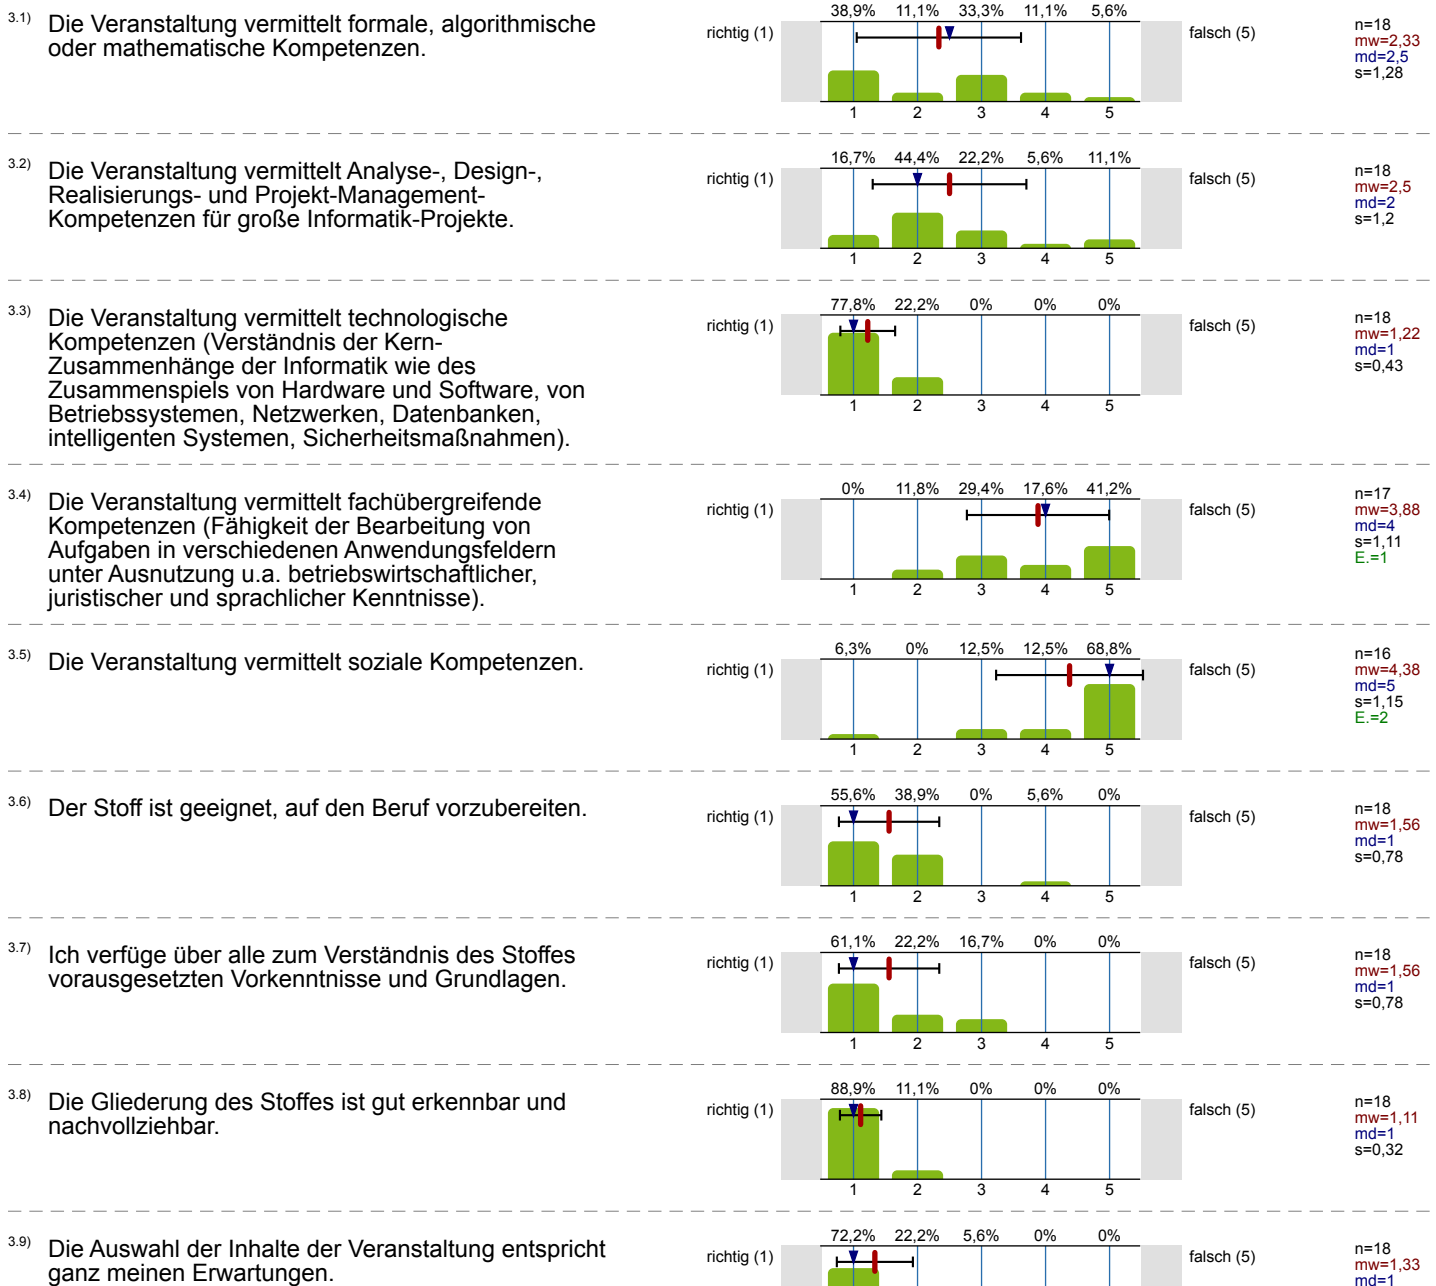 3.1) Die Veranstaltung vermittelt formale, algorithmische
oder mathematische Kompetenzen.
richtig (1)
38,9% 11,1% 33,3% 11,1% 5,6%
1 2 3 4 5
falsch (5)
n=18
mw=2,33
md=2,5
s=1,28
3.2) Die Veranstaltung vermittelt Analyse-, Design-,
Realisierungs- und Projekt-Management-
Kompetenzen für große Informatik-Projekte.
richtig (1)
16,7% 44,4% 22,2% 5,6% 11,1%
1 2 3 4 5
falsch (5)
n=18
mw=2,5
md=2
s=1,2
3.3) Die Veranstaltung vermittelt technologische
Kompetenzen (Verständnis der Kern-
Zusammenhänge der Informatik wie des
Zusammenspiels von Hardware und Software, von
Betriebssystemen, Netzwerken, Datenbanken,
intelligenten Systemen, Sicherheitsmaßnahmen).
richtig (1)
77,8% 22,2% 0% 0% 0%
1 2 3 4 5
falsch (5)
n=18
mw=1,22
md=1
s=0,43
3.4) Die Veranstaltung vermittelt fachübergreifende
Kompetenzen (Fähigkeit der Bearbeitung von
Aufgaben in verschiedenen Anwendungsfeldern
unter Ausnutzung u.a. betriebswirtschaftlicher,
juristischer und sprachlicher Kenntnisse).
richtig (1)
0% 11,8% 29,4% 17,6% 41,2%
1 2 3 4 5
falsch (5)
n=17
mw=3,88
md=4
s=1,11
E.=1
3.5) Die Veranstaltung vermittelt soziale Kompetenzen.
richtig (1)
6,3% 0% 12,5% 12,5% 68,8%
1 2 3 4 5
falsch (5)
n=16
mw=4,38
md=5
s=1,15
E.=2
3.6) Der Stoff ist geeignet, auf den Beruf vorzubereiten.
richtig (1)
55,6% 38,9% 0% 5,6% 0%
1 2 3 4 5
falsch (5)
n=18
mw=1,56
md=1
s=0,78
3.7) Ich verfüge über alle zum Verständnis des Stoffes
vorausgesetzten Vorkenntnisse und Grundlagen.
richtig (1)
61,1% 22,2% 16,7% 0% 0%
1 2 3 4 5
falsch (5)
n=18
mw=1,56
md=1
s=0,78
3.8) Die Gliederung des Stoffes ist gut erkennbar und
nachvollziehbar.
richtig (1)
88,9% 11,1% 0% 0% 0%
1 2 3 4 5
falsch (5)
n=18
mw=1,11
md=1
s=0,32
3.9) Die Auswahl der Inhalte der Veranstaltung entspricht
ganz meinen Erwartungen.
richtig (1)
72,2% 22,2% 5,6% 0% 0%
falsch (5)
n=18
mw=1,33
md=1